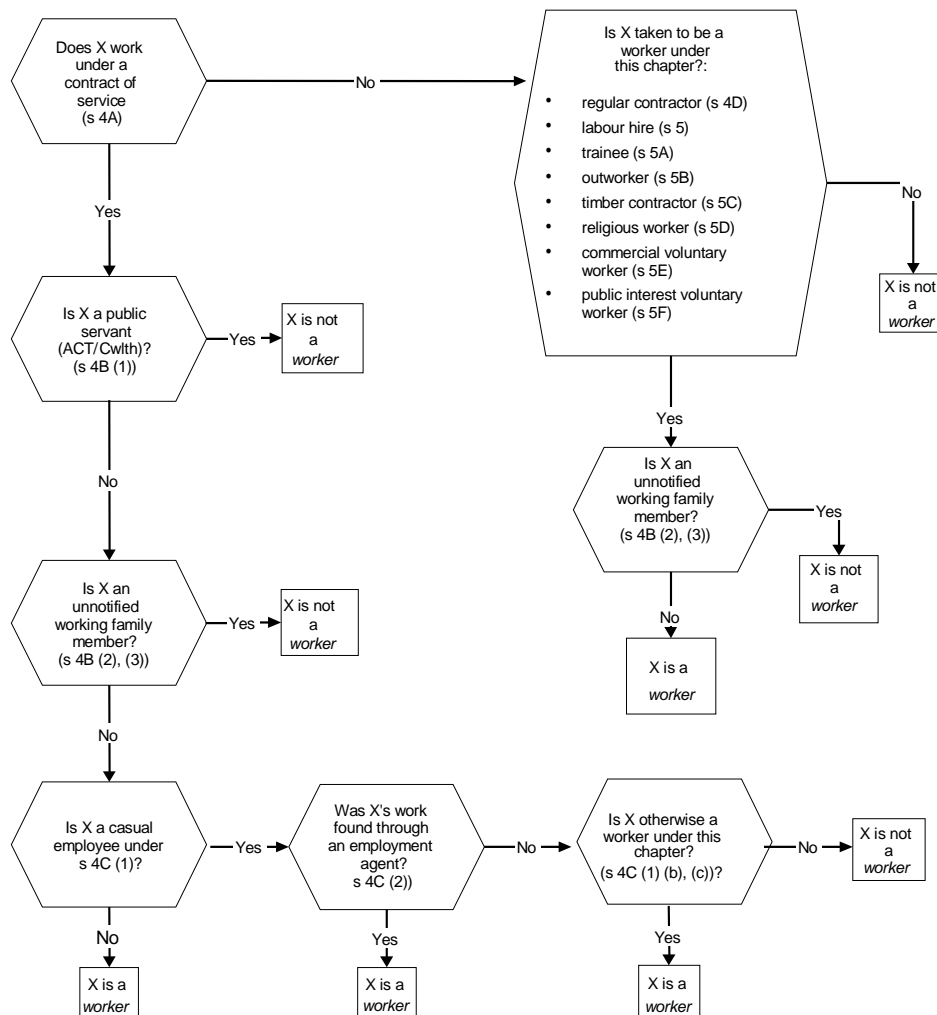 Does X work
under a
contract of
service
(s 4A)
No
Is X taken to be a
worker under
this chapter?:
• regular contractor (s 4D)
• labour hire (s 5)
• trainee (s 5A)
• outworker (s 5B)
• timber contractor (s 5C)
• religious worker (s 5D)
• commercial voluntary
worker (s 5E)
• public interest voluntary
worker (s 5F)
No
X is not
a
worker
Yes
Is X a public
servant
(ACT/Cwlth)?
(s 4B (1))
Yes
X is not
a
worker
Yes
Is X an
unnotified
working family
member?
(s 4B (2), (3))
Yes
X is not
a
worker
No
X is a
worker
No
Is X an
unnotified
working family
member?
(s 4B (2), (3))
Yes
X is not
a
worker
No
Is X a casual
employee under
s 4C (1)?
Yes
Was X's work
found through
an employment
agent?
s 4C (2))
No
Is X otherwise a
worker under this
chapter?
(s 4C (1) (b), (c))?
No
X is not
a
worker
No
X is a
worker
Yes
X is a
worker
Yes
X is a
worker